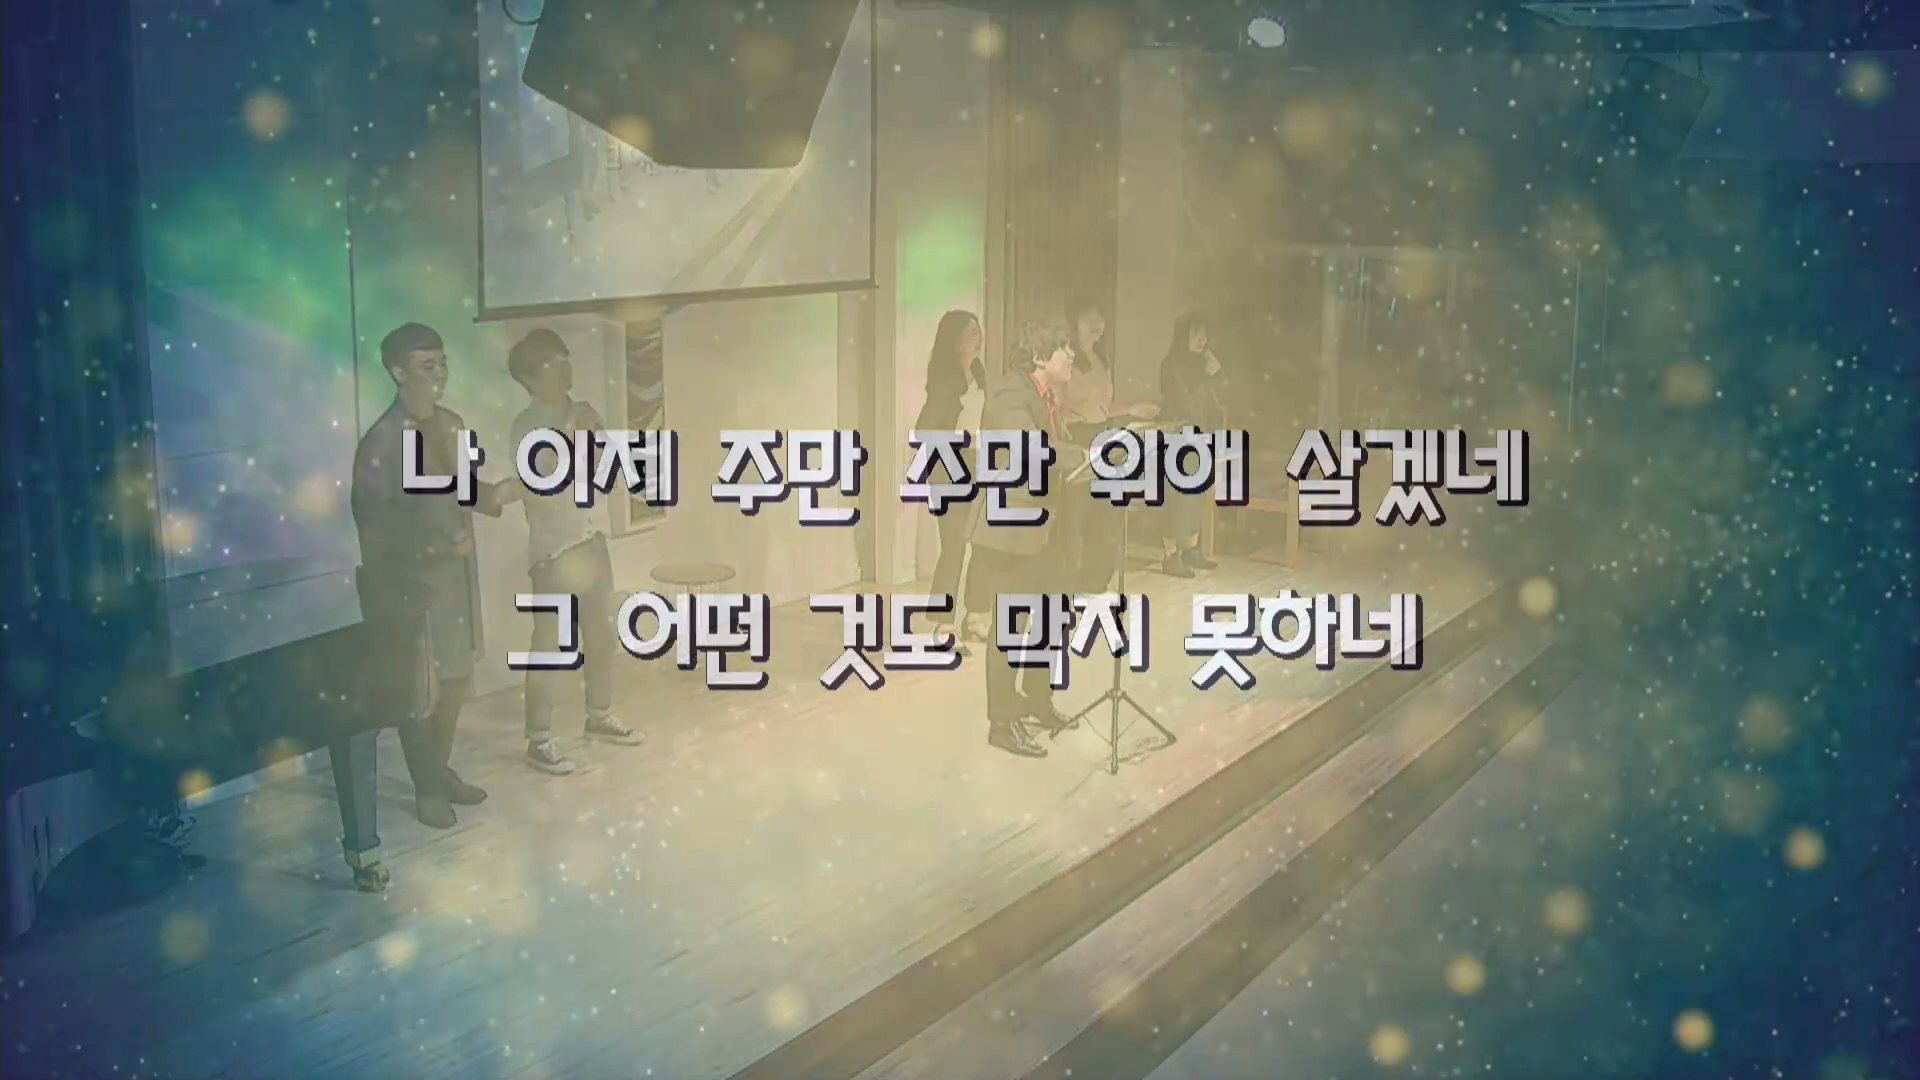 나 이제 주만 주만 위해 살겠네
그 어떤 것도 막지 못하네